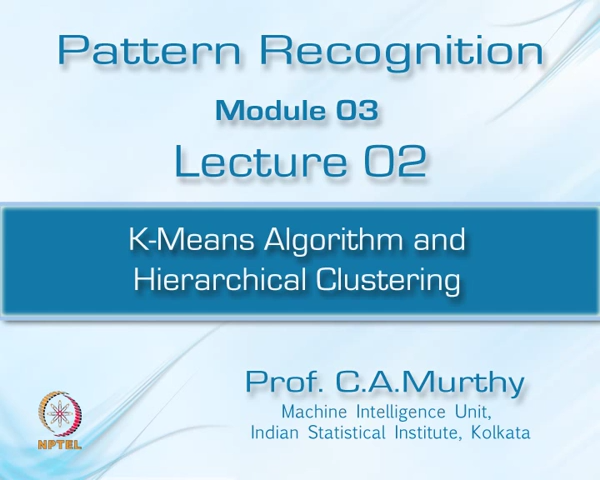 Pattern Recognition
Module 03
Lecture 02
K-Means Algorithm and
Hierarchical Clustering
Prof. C.A.Murthy
Machine Intelligence Unit,
Indian Statistical Institute, Kolkata
NPTEL